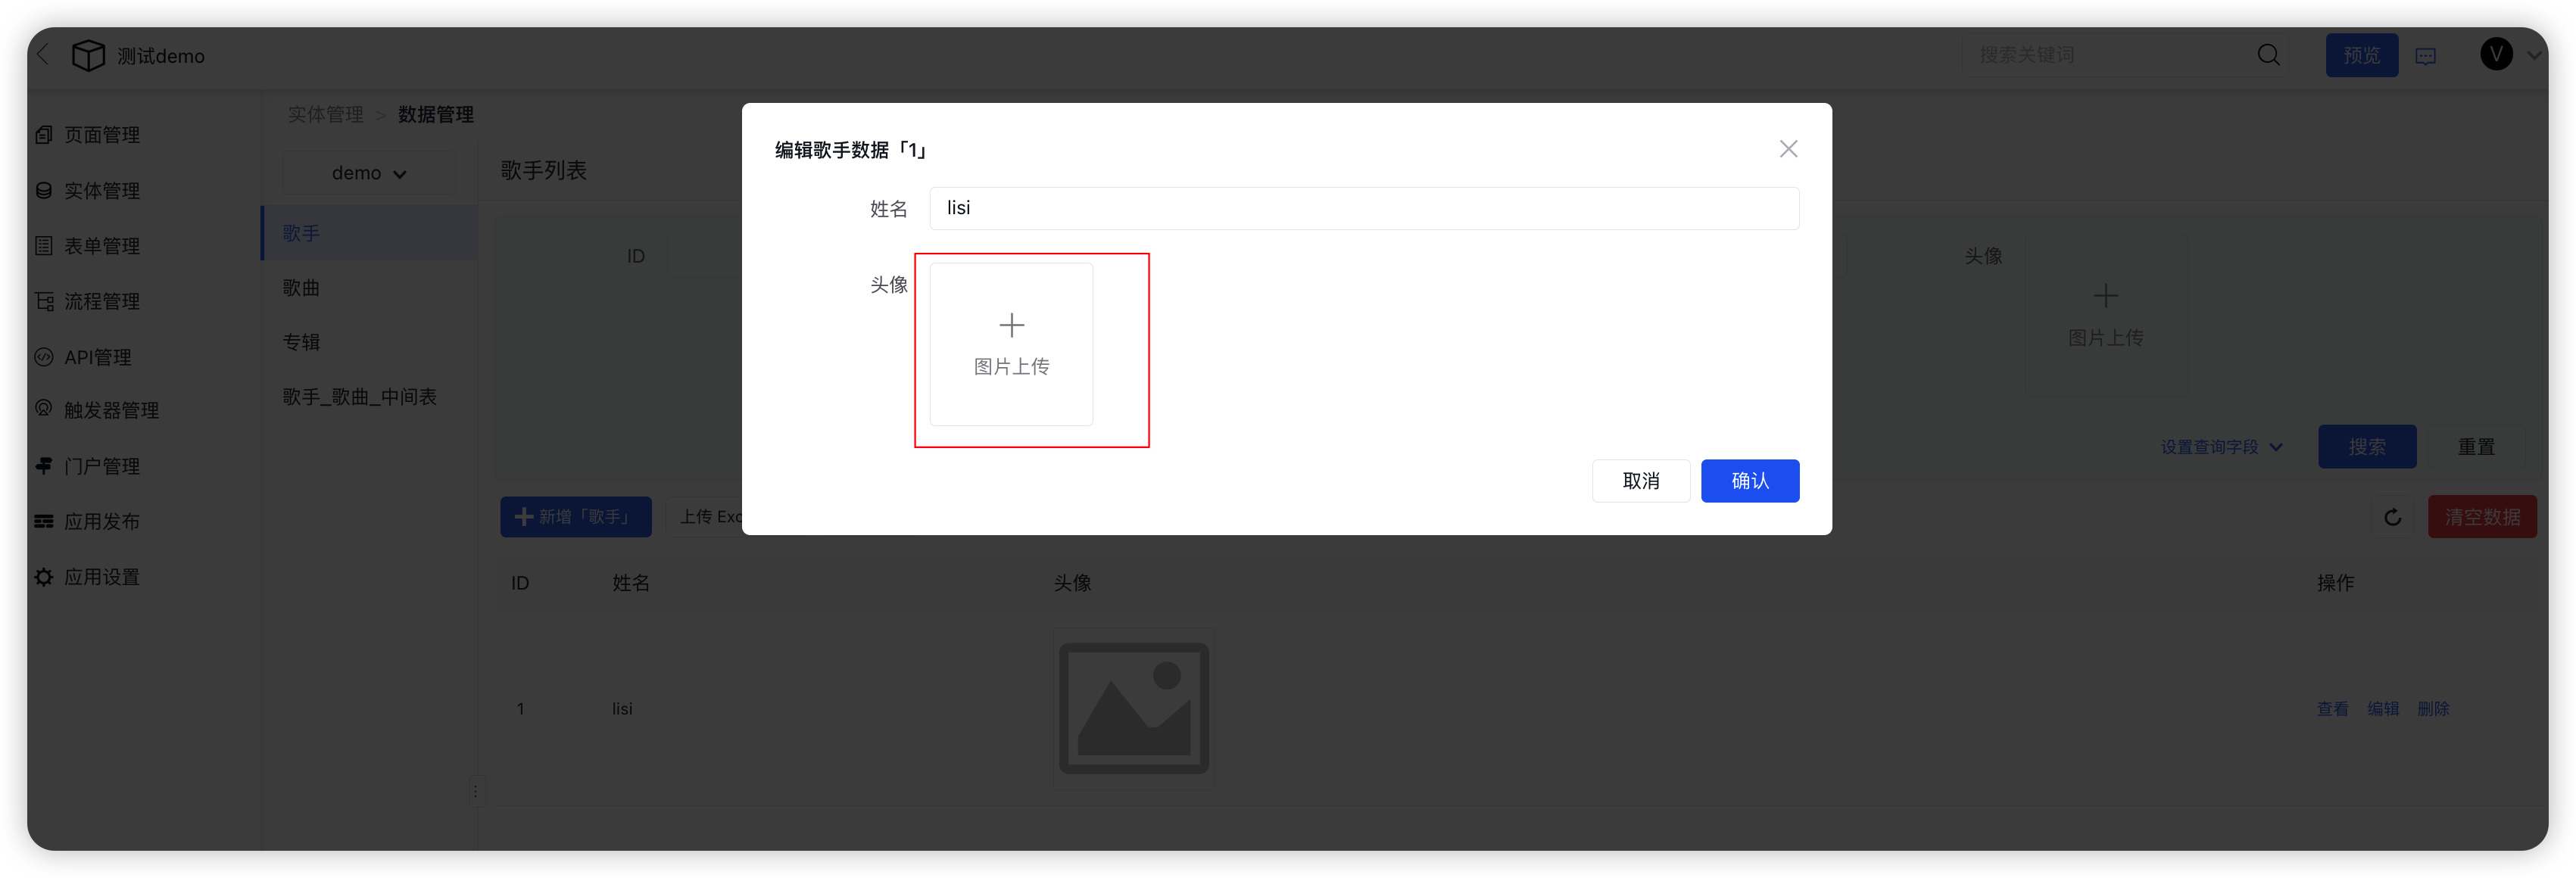 测试demo
搜索关键词
预览
V
页面管理
实体管理
表单管理
流程管理
API管理
触发器管理
门户管理
应用发布
应用设置
实体管理 > 数据管理
demo
歌手
歌曲
专辑
歌手_歌曲_中间表
歌手列表
ID
头像
图片上传
设置查询字段
搜索
重置
新增「歌手」
上传 Exc
清空数据
编辑歌手数据「1」
姓名
lisi
头像
图片上传
取消
确认
ID 姓名 头像 操作
1 lisi 查看 编辑 删除